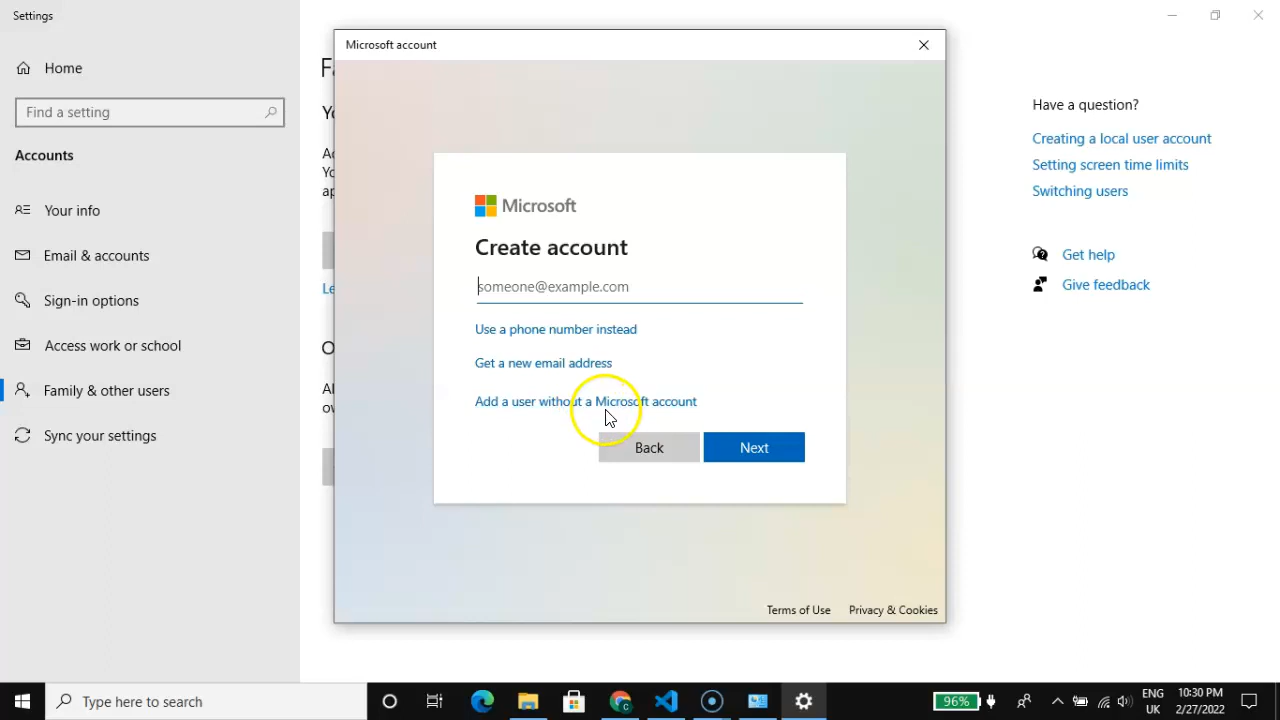 Settings
Home
Find a setting
Accounts
Your info
Email & accounts
Sign-in options
Access work or school
Family & other users
Sync your settings
Microsoft account
Microsoft
Create account
someone@example.com
Use a phone number instead
Get a new email address
Add a user without a Microsoft account
Back
Next
Terms of Use
Privacy & Cookies
Have a question?
Creating a local user account
Setting screen time limits
Switching users
Get help
Give feedback
Type here to search
96%
ENG
UK
10:30 PM
2/27/2022